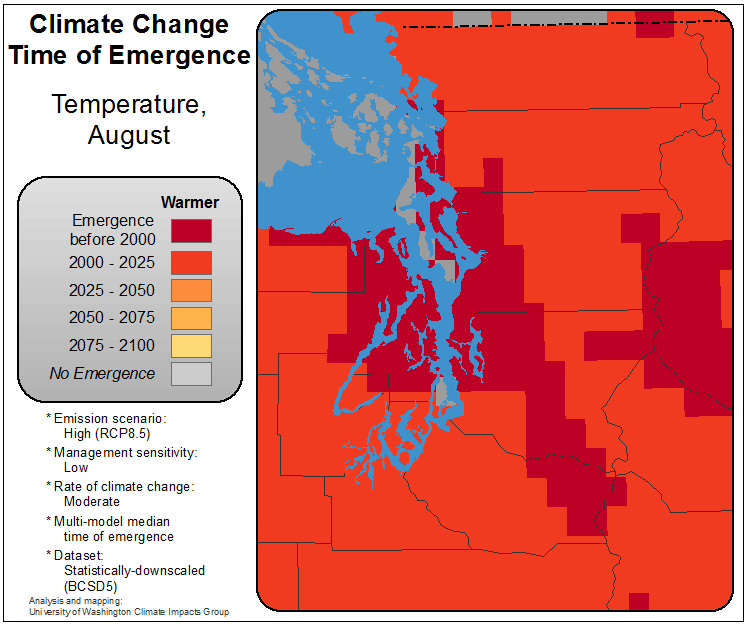 Climate Change
Time of Emergence
Temperature,
August
Warmer
Emergence
before 2000
2000 - 2025
2025 - 2050
2050 - 2075
2075 - 2100
No Emergence
* Emission scenario:
High (RCP8.5)
* Management sensitivity:
Low
* Rate of climate change:
Moderate
* Multi-model median
time of emergence
* Dataset:
Statistically-downscaled
(BCSD5)
Analysis and mapping:
University of Washington Climate Impacts Group